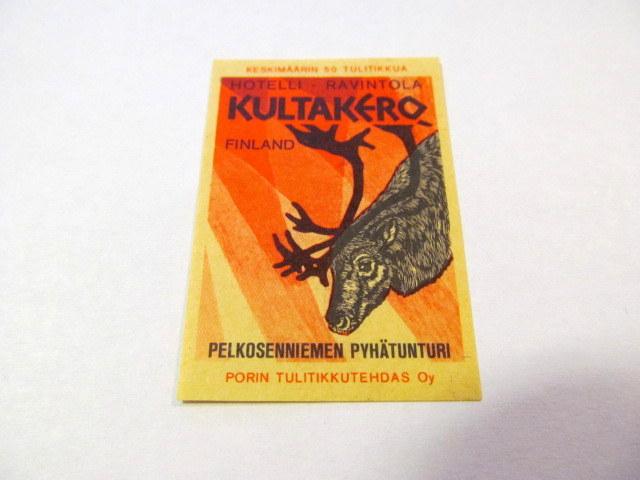 KESKIMÄÄRIN 50 TULITIKKUA
HOTELLI - RAVINTOLA
KULTAKERO
FINLAND
PELKOSENNIEMEN PYHÄTUNTURI
PORIN TULITIKKUTEHDAS Oy